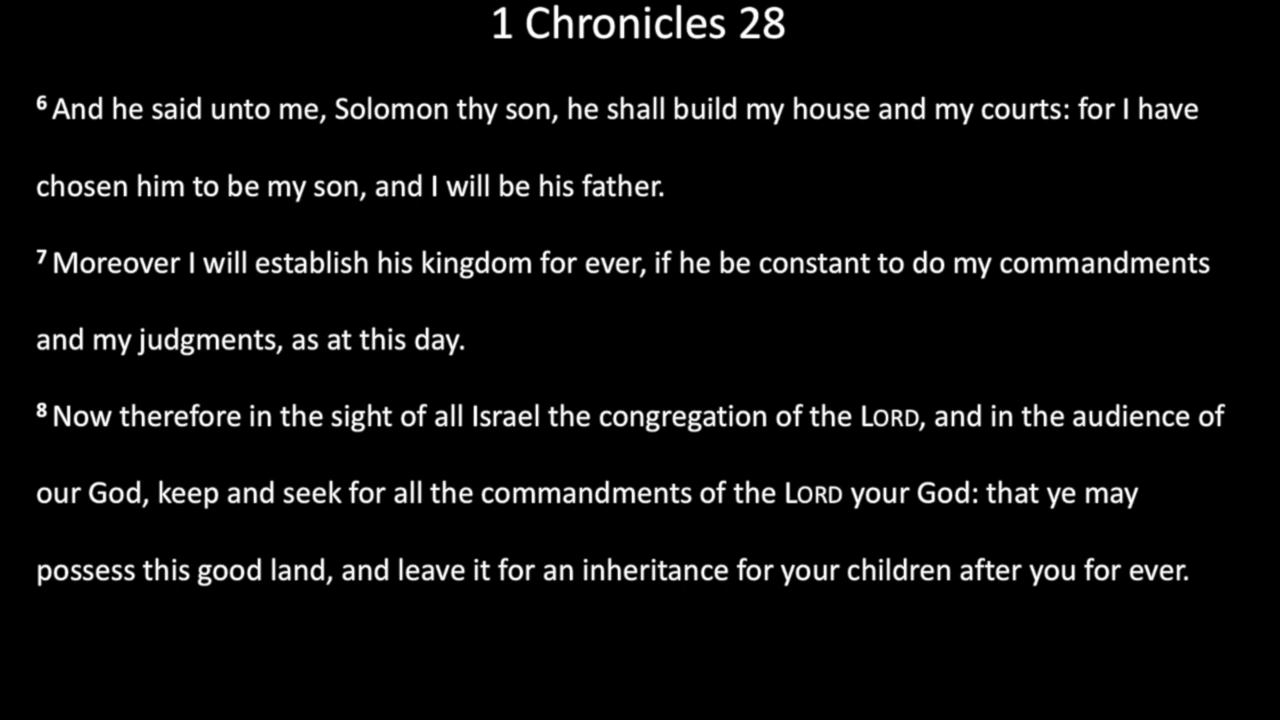 1 Chronicles 28
6 And he said unto me, Solomon thy son, he shall build my house and my courts: for I have
chosen him to be my son, and I will be his father.
7 Moreover I will establish his kingdom for ever, if he be constant to do my commandments
and my judgments, as at this day.
8 Now therefore in the sight of all Israel the congregation of the LORD, and in the audience of
our God, keep and seek for all the commandments of the LORD your God: that ye may
possess this good land, and leave it for an inheritance for your children after you for ever.